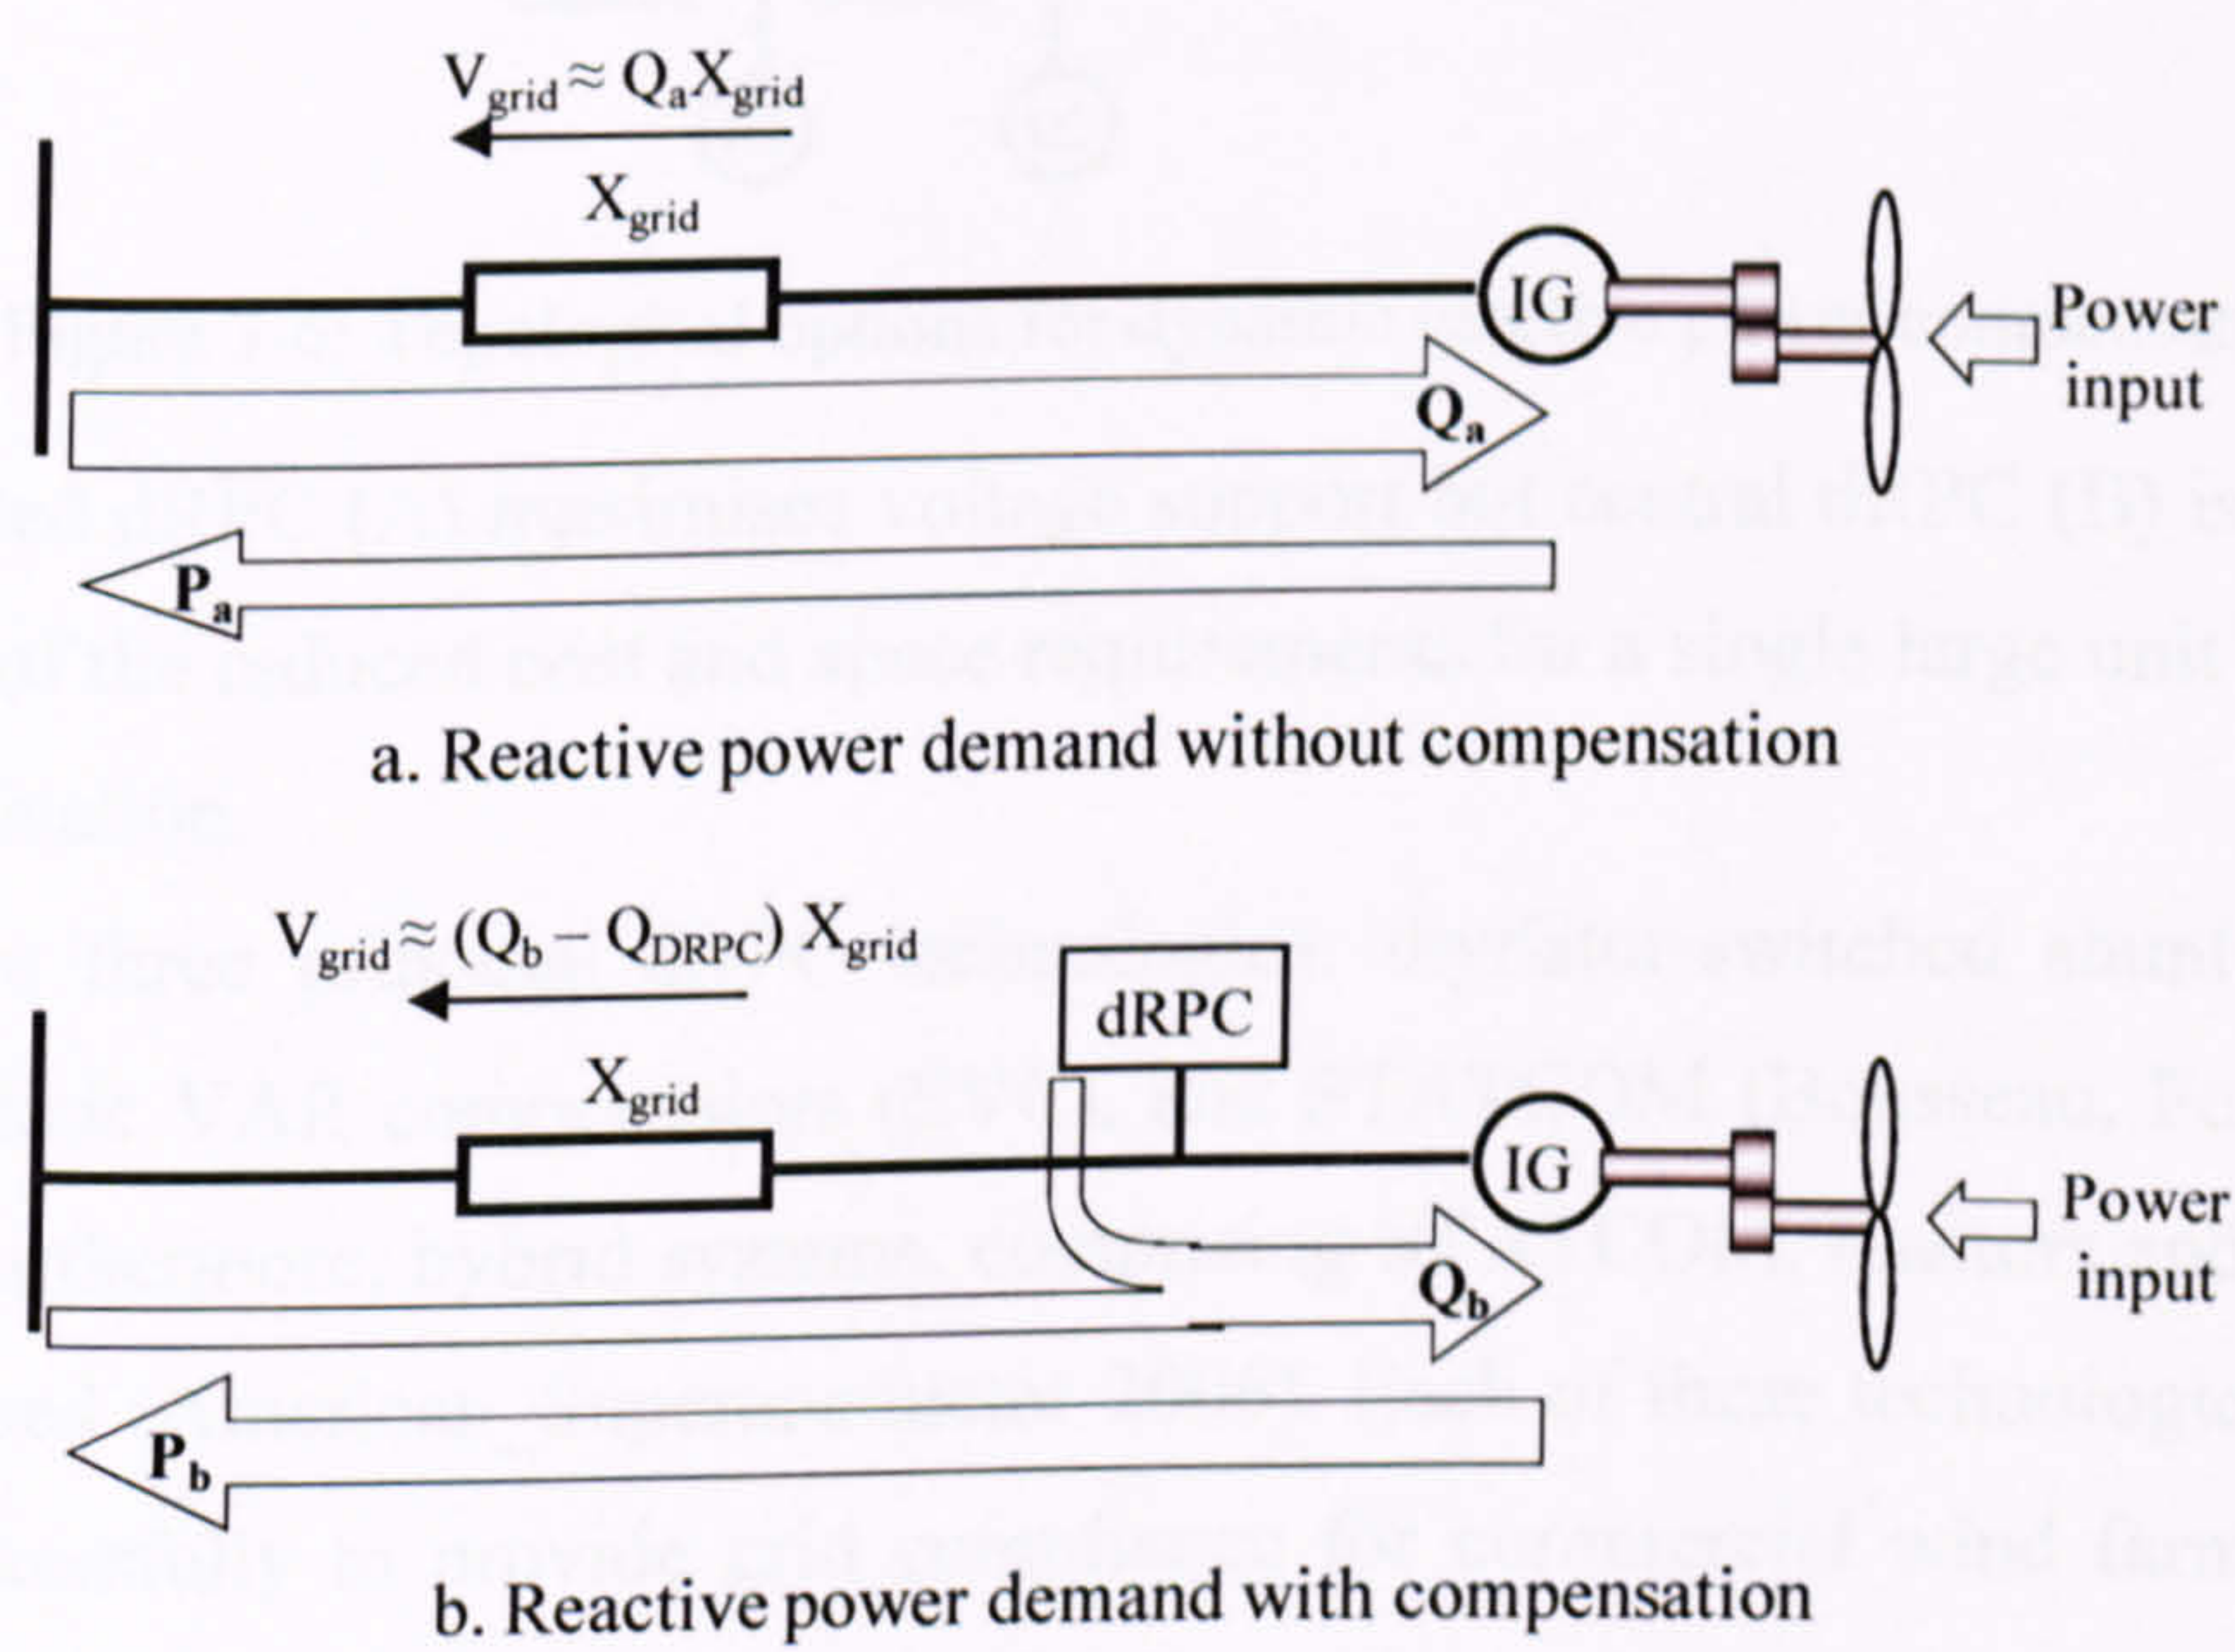 V_grid ≈ Q_a X_grid
X_grid
IG
Power
input
Q_a
P_a
a. Reactive power demand without compensation
V_grid ≈ (Q_b – Q_DRPC) X_grid
dRPC
X_grid
IG
Power
input
Q_b
P_b
b. Reactive power demand with compensation